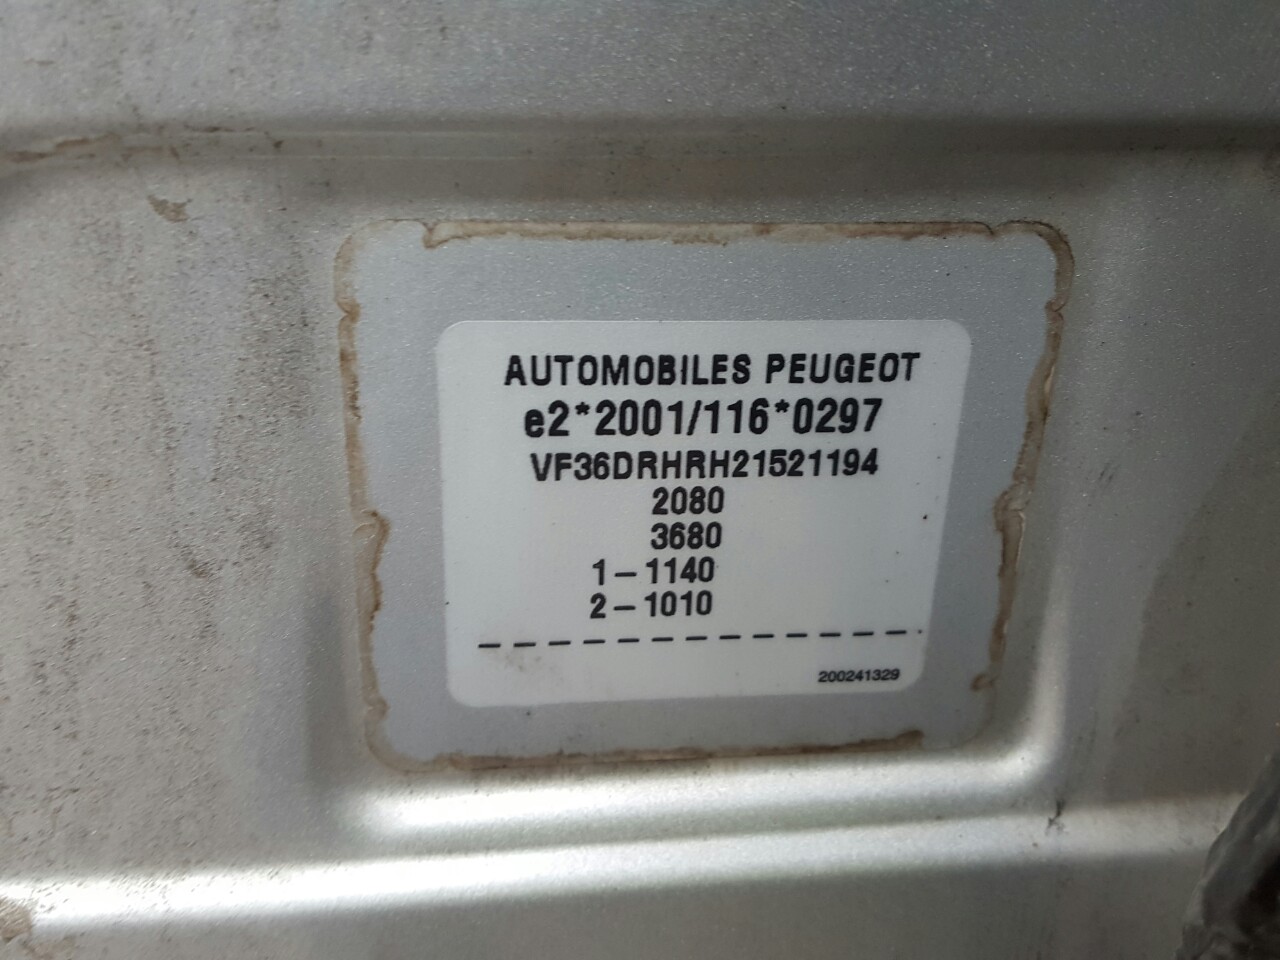 AUTOMOBILES PEUGEOT
e2*2001/116*0297
VF36DRHRH21521194
2080
3680
1-1140
2-1010
200241329